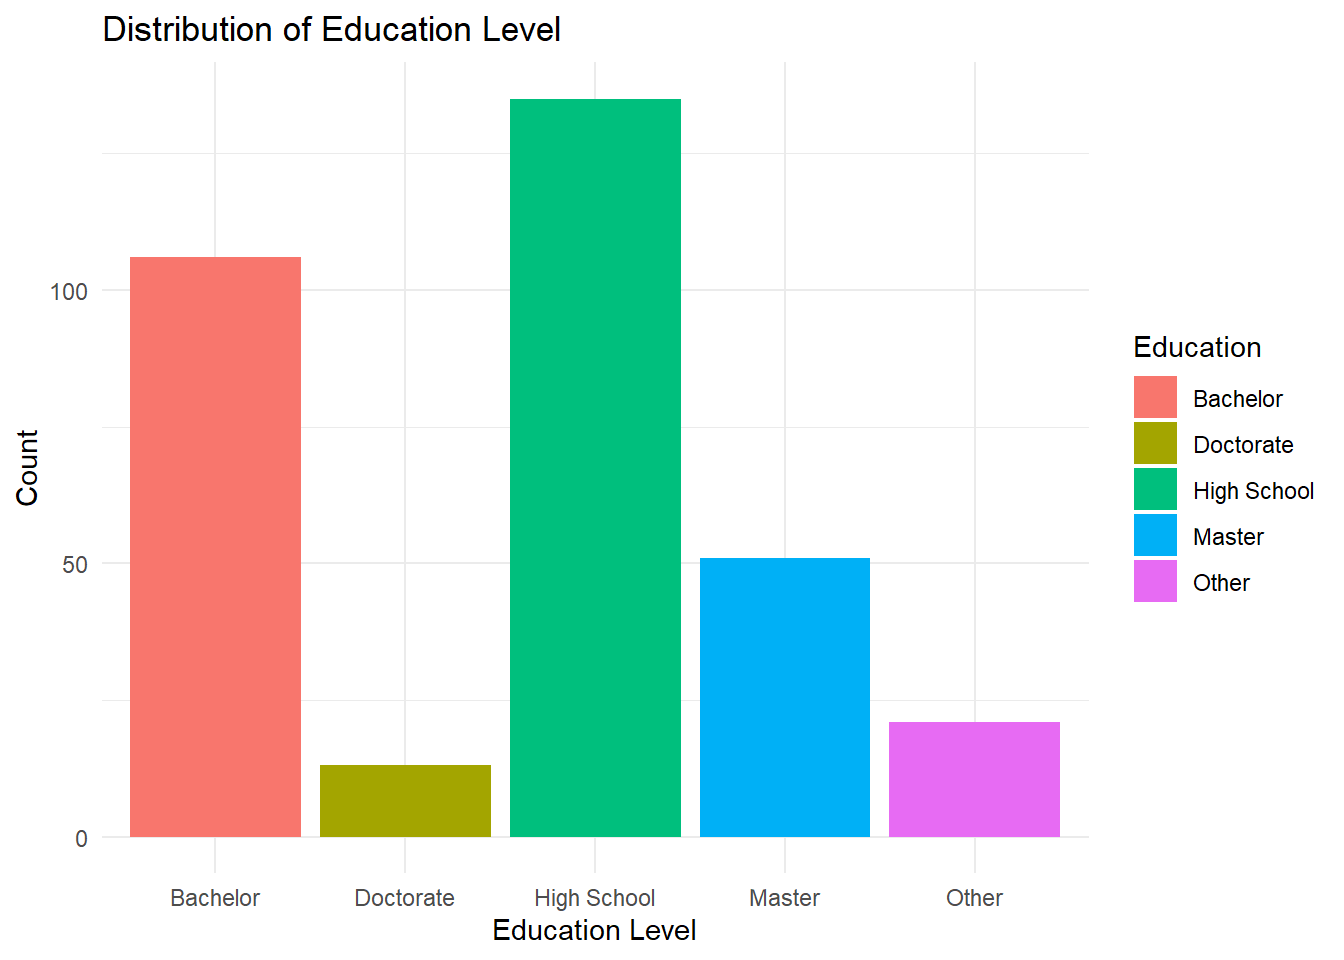 Distribution of Education Level
Count
100
50
0
Bachelor
Doctorate
High School
Master
Other
Education Level
Education
Bachelor
Doctorate
High School
Master
Other